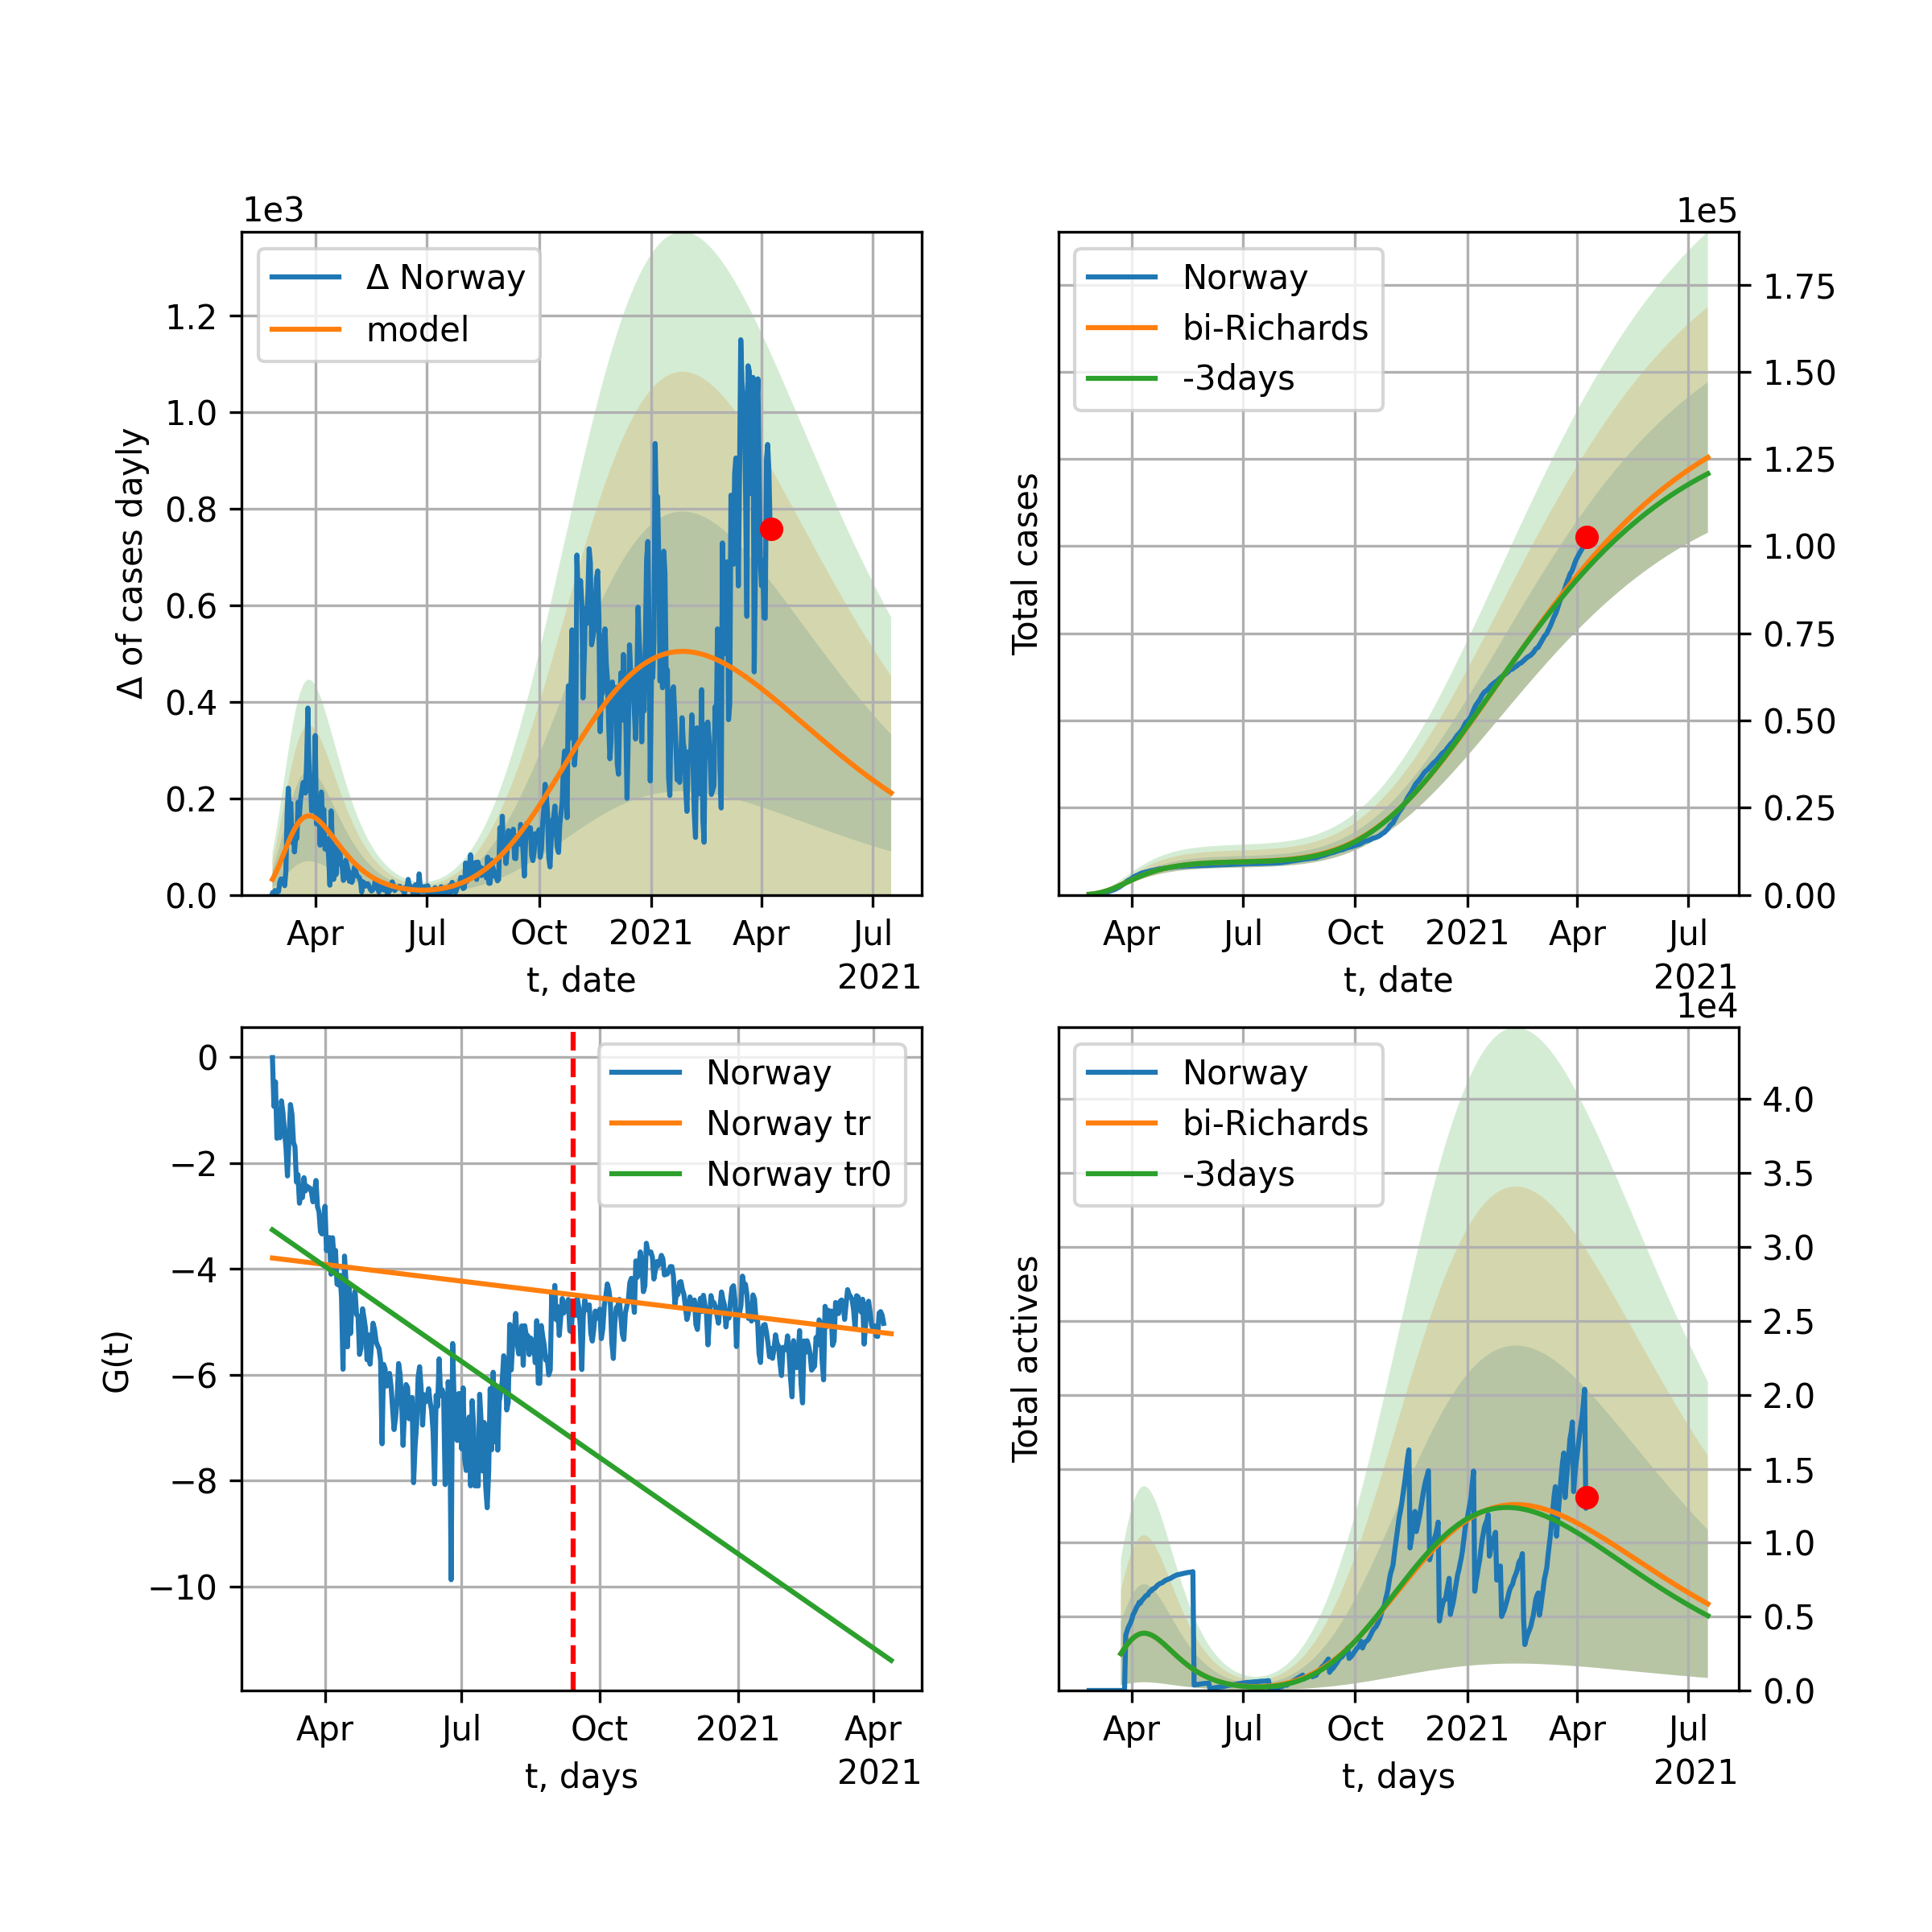 1e3
Δ of cases dayly
1.2
1.0
0.8
0.6
0.4
0.2
0.0
Δ Norway
model
Apr Jul Oct 2021 Apr Jul
2021
t, date
1e5
Total cases
Norway
bi-Richards
-3days
1.75
1.50
1.25
1.00
0.75
0.50
0.25
0.00
Apr Jul Oct 2021 Apr Jul
2021
t, date
G(t)
0
−2
−4
−6
−8
−10
Norway
Norway tr
Norway tr0
Apr Jul Oct 2021 Apr
2021
t, days
1e4
Total actives
Norway
bi-Richards
-3days
4.0
3.5
3.0
2.5
2.0
1.5
1.0
0.5
0.0
Apr Jul Oct 2021 Apr Jul
2021
t, days